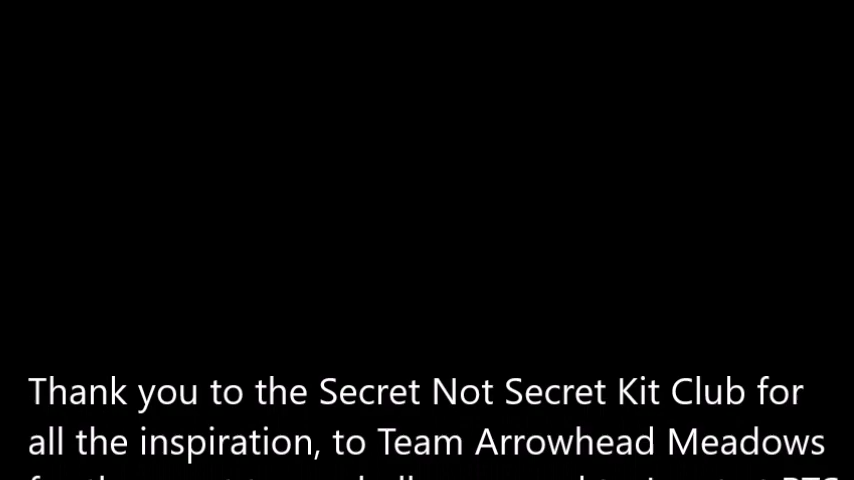 Thank you to the Secret Not Secret Kit Club for
all the inspiration, to Team Arrowhead Meadows